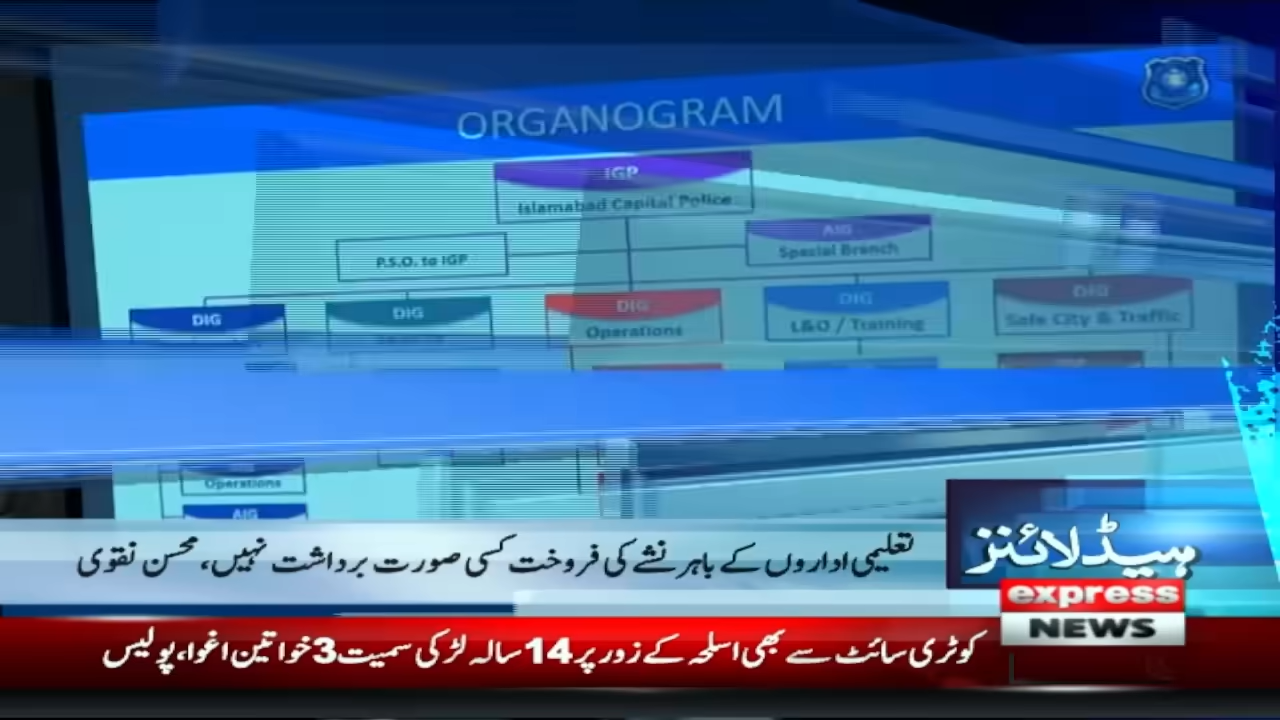 ORGANOGRAM
IGP
Islamabad Capital Police
AIG
Special Branch
P.S.O. to IGP
DIG
DIG
DIG
Operations
DIG
L&O / Training
DIG
Safe City & Traffic
Operations
AIG
تعلیمی اداروں کے باہر نشے کی فروخت کسی صورت برداشت نہیں، محسن نقوی
ہیڈلائنز
express
NEWS
کوٹری سائٹ سے بھی اسلحہ کے زور پر 14 سالہ لڑکی سمیت 3 خواتین اغوا، پولیس